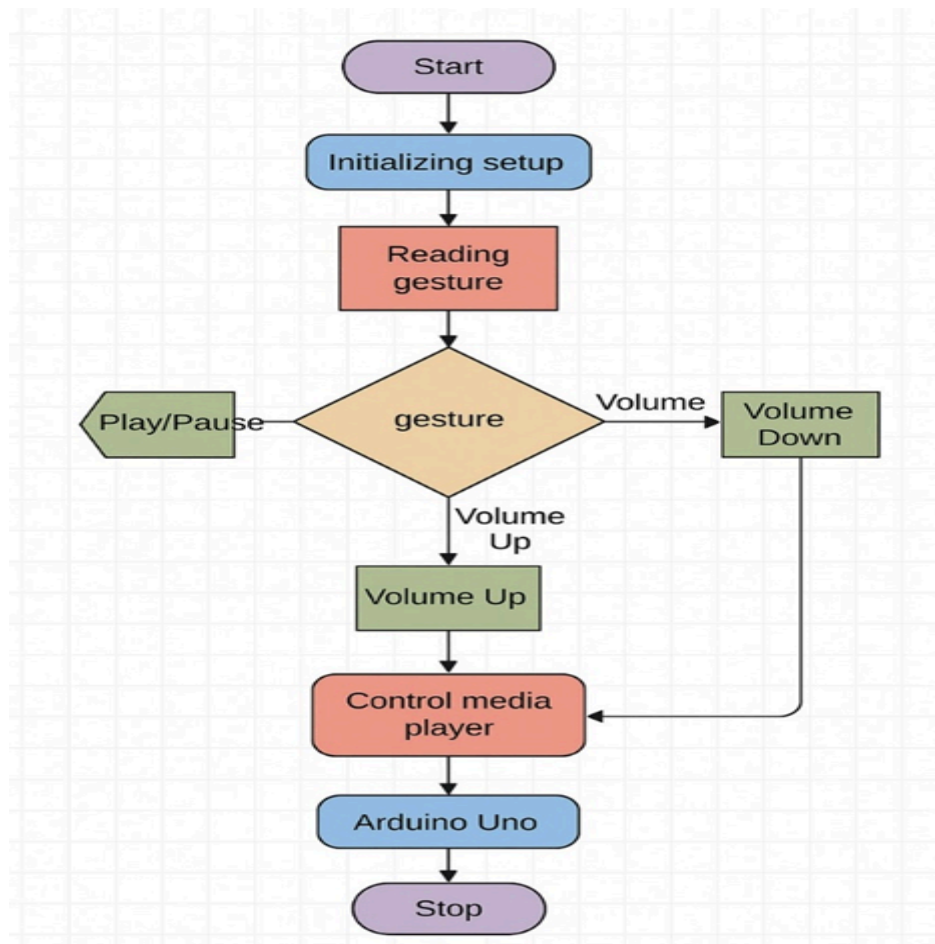 Start
Initializing setup
Reading
gesture
Play/Pause
gesture
Volume
Volume
Down
Volume
Up
Volume Up
Control media
player
Arduino Uno
Stop